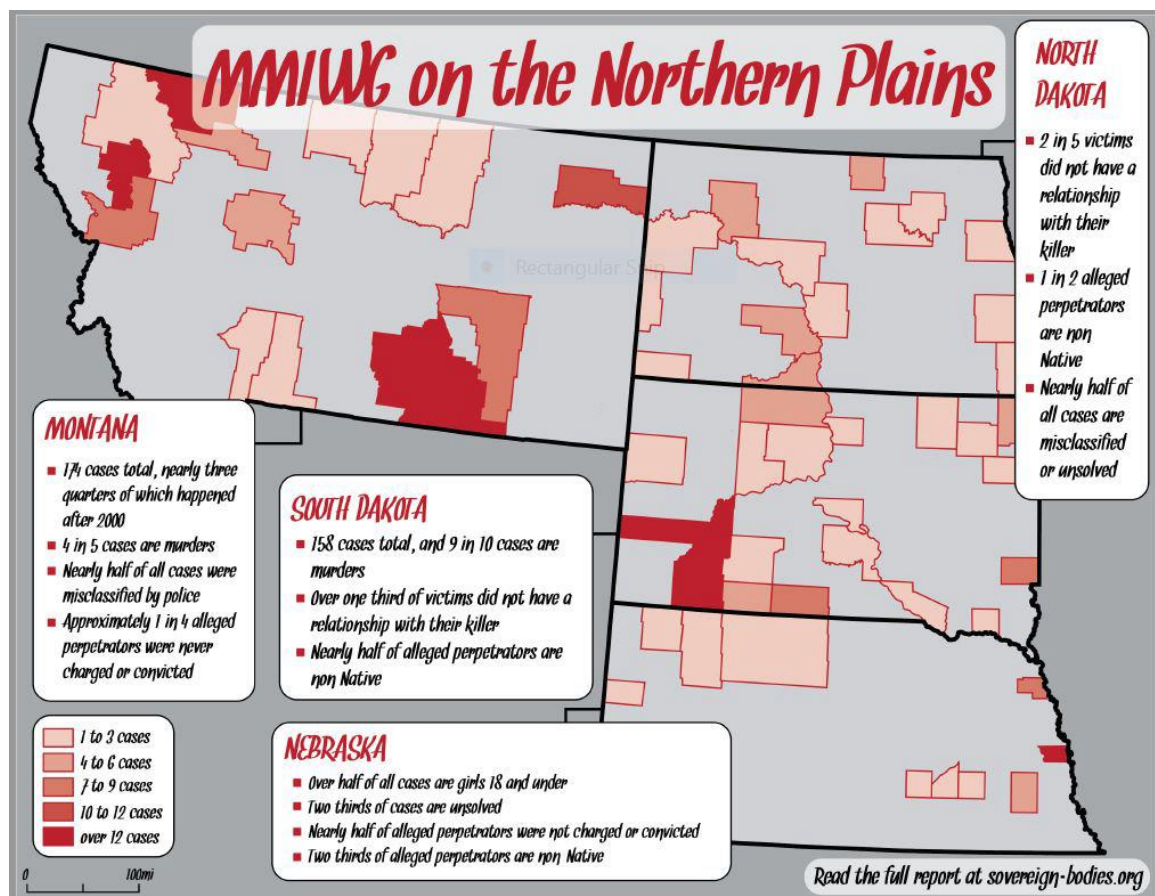 MMIWG on the Northern Plains
NORTH
DAKOTA
2 in 5 victims
did not have a
relationship
with their
killer
1 in 2 alleged
perpetrators
are non
Native
Nearly half of
all cases are
misclassified
or unsolved
Rectangular Snip
MONTANA
174 cases total, nearly three
quarters of which happened
after 2000
4 in 5 cases are murders
Nearly half of all cases were
misclassified by police
Approximately 1 in 4 alleged
perpetrators were never
charged or convicted
SOUTH DAKOTA
158 cases total, and 9 in 10 cases are
murders
Over one third of victims did not have a
relationship with their killer
Nearly half of alleged perpetrators are
non Native
1 to 3 cases
4 to 6 cases
7 to 9 cases
10 to 12 cases
over 12 cases
0 100mi
NEBRASKA
Over half of all cases are girls 18 and under
Two thirds of cases are unsolved
Nearly half of alleged perpetrators were not charged or convicted
Two thirds of alleged perpetrators are non Native
Read the full report at sovereign-bodies.org